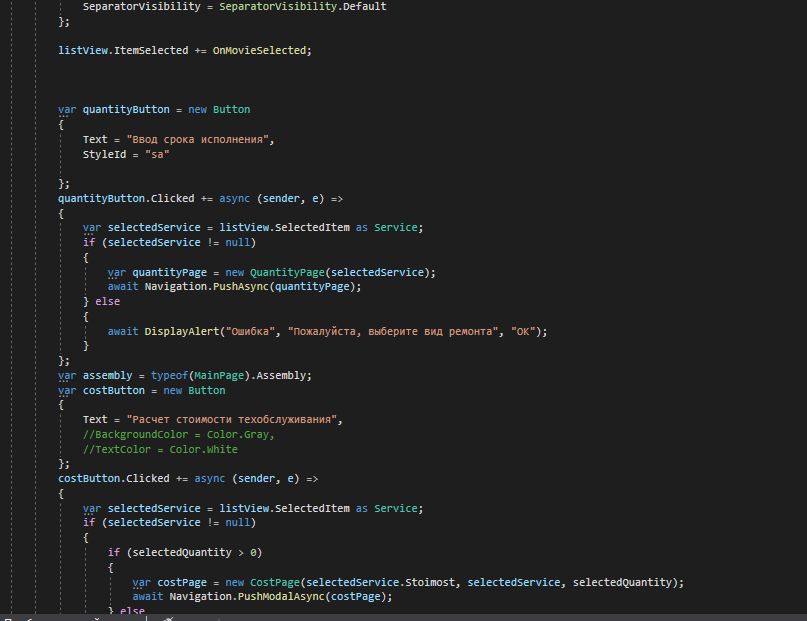 SeparatorVisibility = SeparatorVisibility.Default
};
listView.ItemSelected += OnMovieSelected;
var quantityButton = new Button
{
Text = "Ввод срока исполнения",
StyleId = "sa"
};
quantityButton.Clicked += async (sender, e) =>
{
var selectedService = listView.SelectedItem as Service;
if (selectedService != null)
{
var quantityPage = new QuantityPage(selectedService);
await Navigation.PushAsync(quantityPage);
} else
{
await DisplayAlert("Ошибка", "Пожалуйста, выберите вид ремонта", "ОК");
}
};
var assembly = typeof(MainPage).Assembly;
var costButton = new Button
{
Text = "Расчет стоимости техобслуживания",
//BackgroundColor = Color.Gray,
//TextColor = Color.White
};
costButton.Clicked += async (sender, e) =>
{
var selectedService = listView.SelectedItem as Service;
if (selectedService != null)
{
if (selectedQuantity > 0)
{
var costPage = new CostPage(selectedService.Stoimost, selectedService, selectedQuantity);
await Navigation.PushModalAsync(costPage);
} else